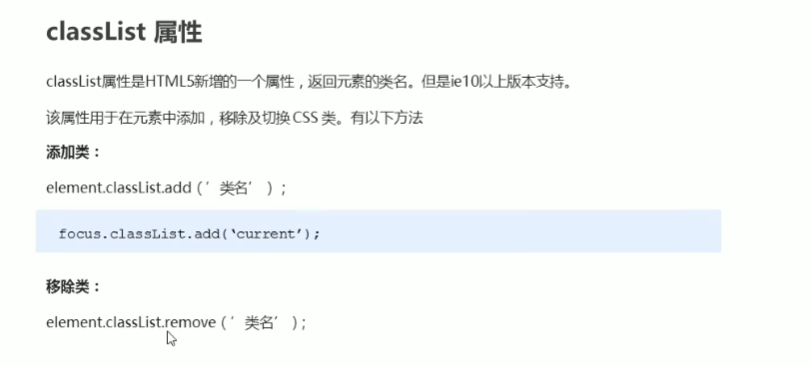 classList 属性
classList属性是HTML5新增的一个属性，返回元素的类名。但是ie10以上版本支持。
该属性用于在元素中添加，移除及切换 CSS 类。有以下方法
添加类：
element.classList.add（’类名’）；
focus.classList.add(‘current’);
移除类：
element.classList.remove（’类名’）;